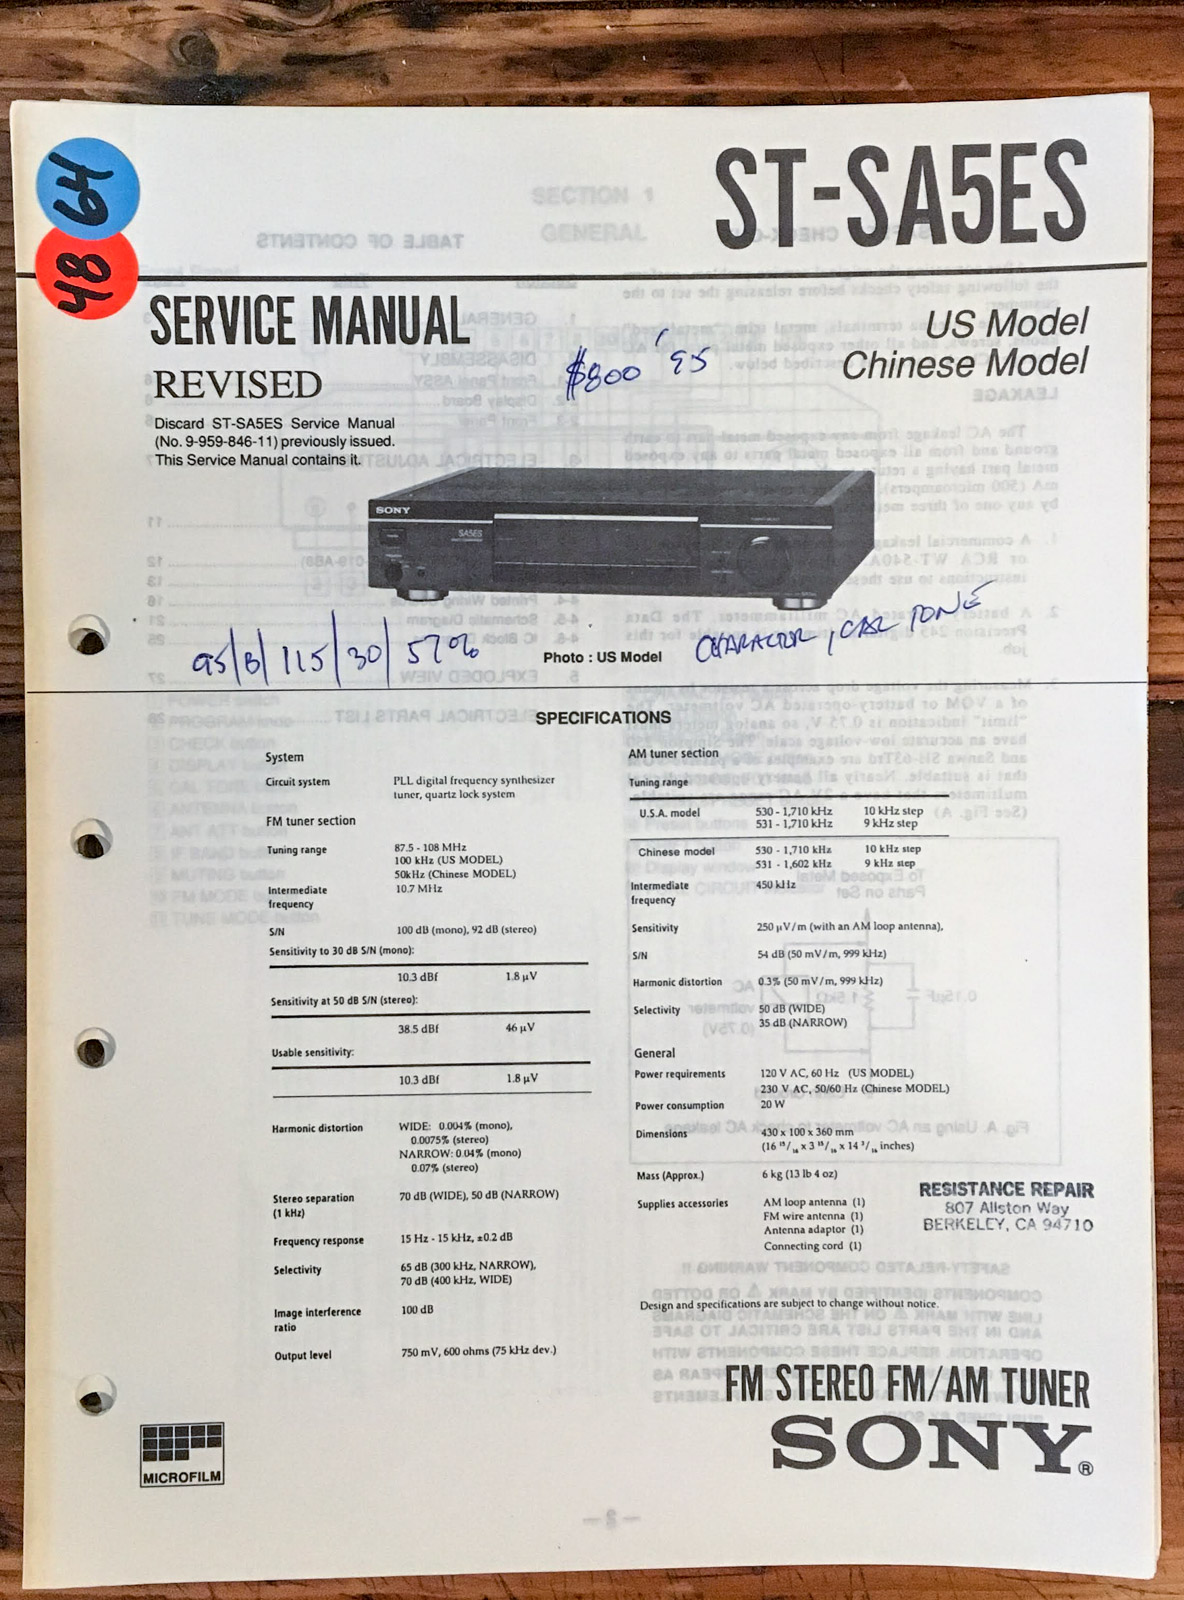 64
48
ST-SA5ES
SERVICE MANUAL
REVISED
US Model
Chinese Model
$800 '95
Discard ST-SA5ES Service Manual
(No. 9-959-846-11) previously issued.
This Service Manual contains it.
SONY
SA5ES
95/B/115/30/57%
Photo : US Model
CHARACTOR, CAL TONE
SPECIFICATIONS
System
Circuit system PLL digital frequency synthesizer
tuner, quartz lock system
FM tuner section
Tuning range 87.5 - 108 MHz
100 kHz (US MODEL)
50kHz (Chinese MODEL)
Intermediate 10.7 MHz
frequency
S/N 100 dB (mono), 92 dB (stereo)
Sensitivity to 30 dB S/N (mono):
10.3 dBf 1.8 μV
Sensitivity at 50 dB S/N (stereo):
38.5 dBf 46 μV
Usable sensitivity:
10.3 dBf 1.8 μV
Harmonic distortion WIDE: 0.004% (mono),
0.0075% (stereo)
NARROW: 0.04% (mono)
0.07% (stereo)
Stereo separation 70 dB (WIDE), 50 dB (NARROW)
(1 kHz)
Frequency response 15 Hz - 15 kHz, ±0.2 dB
Selectivity 65 dB (300 kHz, NARROW),
70 dB (400 kHz, WIDE)
Image interference 100 dB
ratio
Output level 750 mV, 600 ohms (75 kHz dev.)
AM tuner section
Tuning range
U.S.A. model 530 - 1,710 kHz 10 kHz step
531 - 1,710 kHz 9 kHz step
Chinese model 530 - 1,710 kHz 10 kHz step
531 - 1,602 kHz 9 kHz step
Intermediate 450 kHz
frequency
Sensitivity 250 μV/m (with an AM loop antenna),
S/N 54 dB (50 mV/m, 999 kHz)
Harmonic distortion 0.3% (50 mV/m, 999 kHz)
Selectivity 50 dB (WIDE)
35 dB (NARROW)
General
Power requirements 120 V AC, 60 Hz (US MODEL)
230 V AC, 50/60 Hz (Chinese MODEL)
Power consumption 20 W
Dimensions 430 x 100 x 360 mm
(16 15/16 x 3 15/16 x 14 3/16 inches)
Mass (Approx.) 6 kg (13 lb 4 oz)
Supplies accessories AM loop antenna (1)
FM wire antenna (1)
Antenna adaptor (1)
Connecting cord (1)
RESISTANCE REPAIR
807 Allston Way
BERKELEY, CA 94710
Design and specifications are subject to change without notice.
FM STEREO FM/AM TUNER
SONY®
MICROFILM